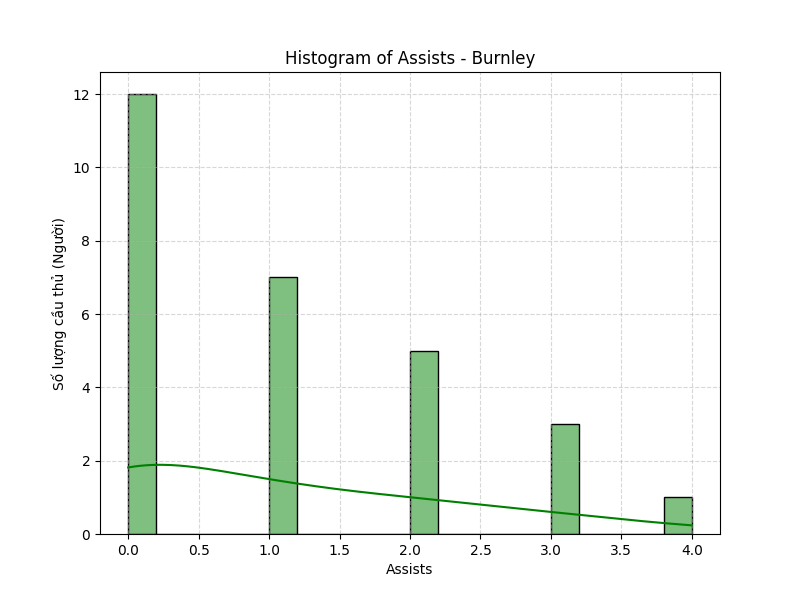 Histogram of Assists - Burnley
Số lượng cầu thủ (Người)
12
10
8
6
4
2
0
0.0 0.5 1.0 1.5 2.0 2.5 3.0 3.5 4.0
Assists